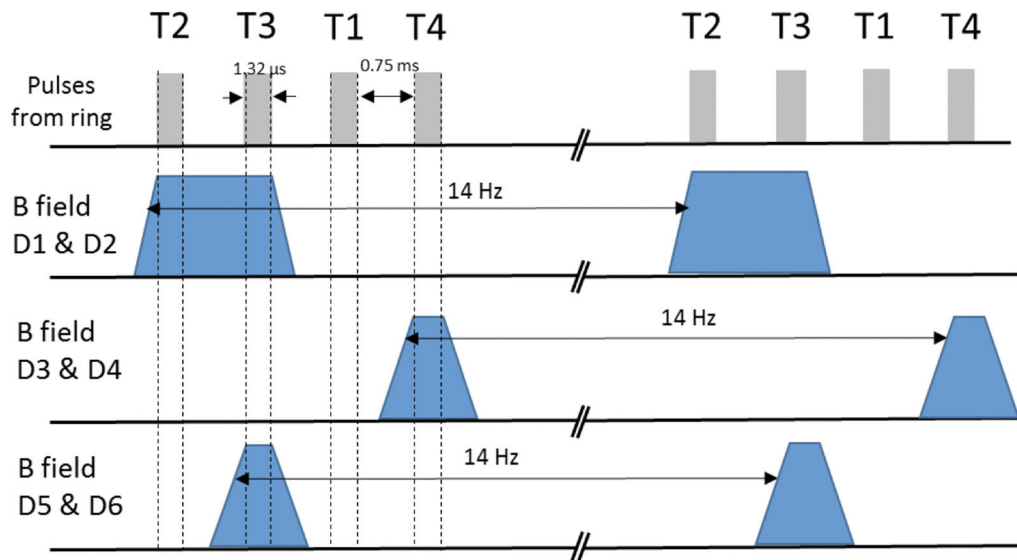 T2 T3 T1 T4 T2 T3 T1 T4
1.32 μs 0.75 ms
Pulses
from ring
14 Hz
B field
D1 & D2
14 Hz
B field
D3 & D4
14 Hz
B field
D5 & D6